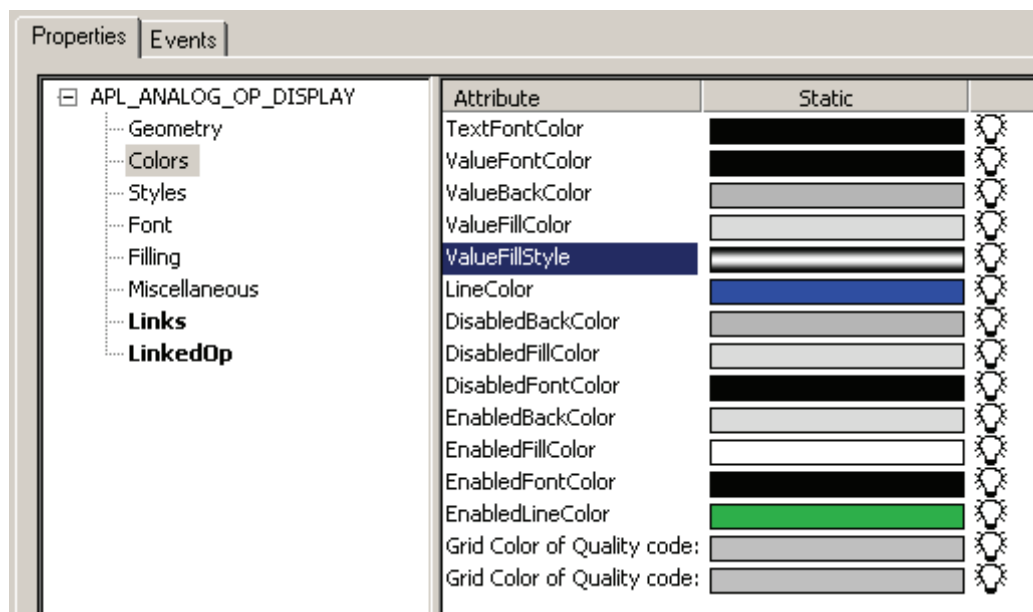 Properties Events
APL_ANALOG_OP_DISPLAY
Geometry
Colors
Styles
Font
Filling
Miscellaneous
Links
LinkedOp
Attribute Static
TextFontColor
ValueFontColor
ValueBackColor
ValueFillColor
ValueFillStyle
LineColor
DisabledBackColor
DisabledFillColor
DisabledFontColor
EnabledBackColor
EnabledFillColor
EnabledFontColor
EnabledLineColor
Grid Color of Quality code:
Grid Color of Quality code: